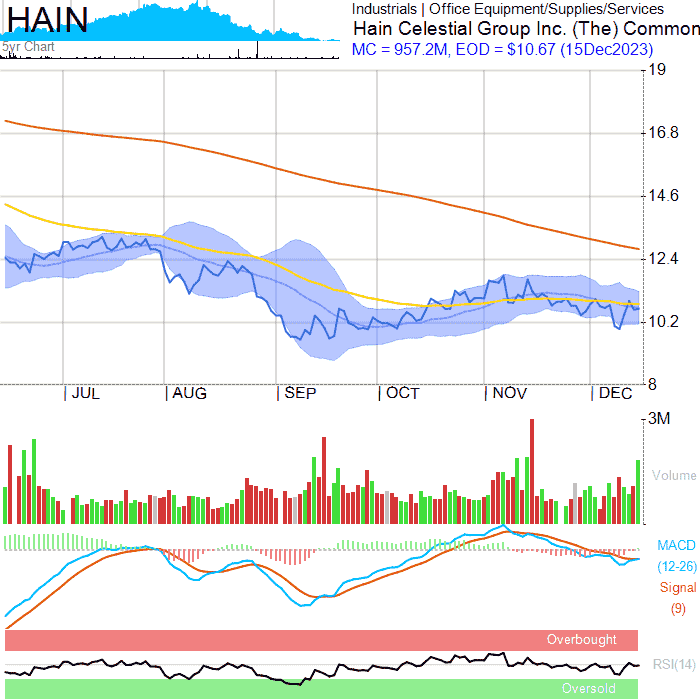 HAIN
5yr Chart
Industrials | Office Equipment/Supplies/Services
Hain Celestial Group Inc. (The) Common
MC = 957.2M, EOD = $10.67 (15Dec2023)
19
16.8
14.6
12.4
10.2
8
| JUL | AUG | SEP | OCT | NOV | DEC
3M
Volume
MACD
(12-26)
Signal
(9)
Overbought
RSI(14)
Oversold